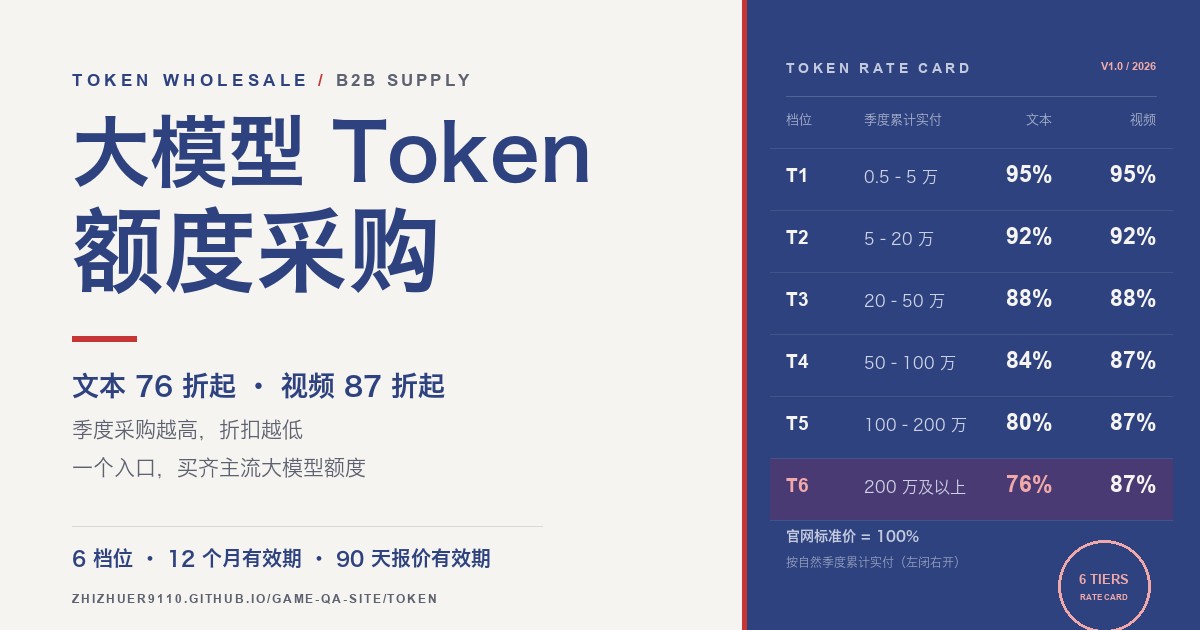 TOKEN WHOLESALE / B2B SUPPLY
大模型 Token
额度采购
文本 76 折起 · 视频 87 折起
季度采购越高，折扣越低
一个入口，买齐主流大模型额度
6 档位 · 12 个月有效期 · 90 天报价有效期
ZHIZHUER9110.GITHUB.IO/GAME-QA-SITE/TOKEN
TOKEN RATE CARD V1.0 / 2026
档位 季度累计实付 文本 视频
T1 0.5 - 5 万 95% 95%
T2 5 - 20 万 92% 92%
T3 20 - 50 万 88% 88%
T4 50 - 100 万 84% 87%
T5 100 - 200 万 80% 87%
T6 200 万及以上 76% 87%
官网标准价 = 100%
按自然季度累计实付（左闭右开）
6 TIERS
RATE CARD